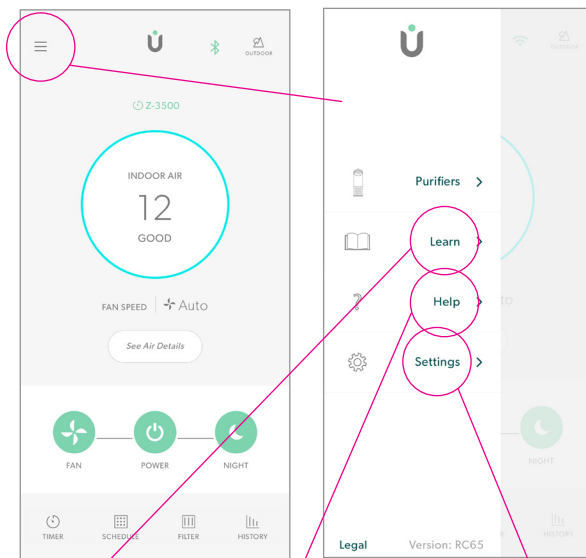 OUTDOOR
Z-3500
INDOOR AIR
12
GOOD
FAN SPEED Auto
See Air Details
FAN POWER NIGHT
TIMER SCHEDULE FILTER HISTORY
OUTDOOR
Purifiers
Learn
Help
Settings
NIGHT
HISTORY
Legal Version: RC65